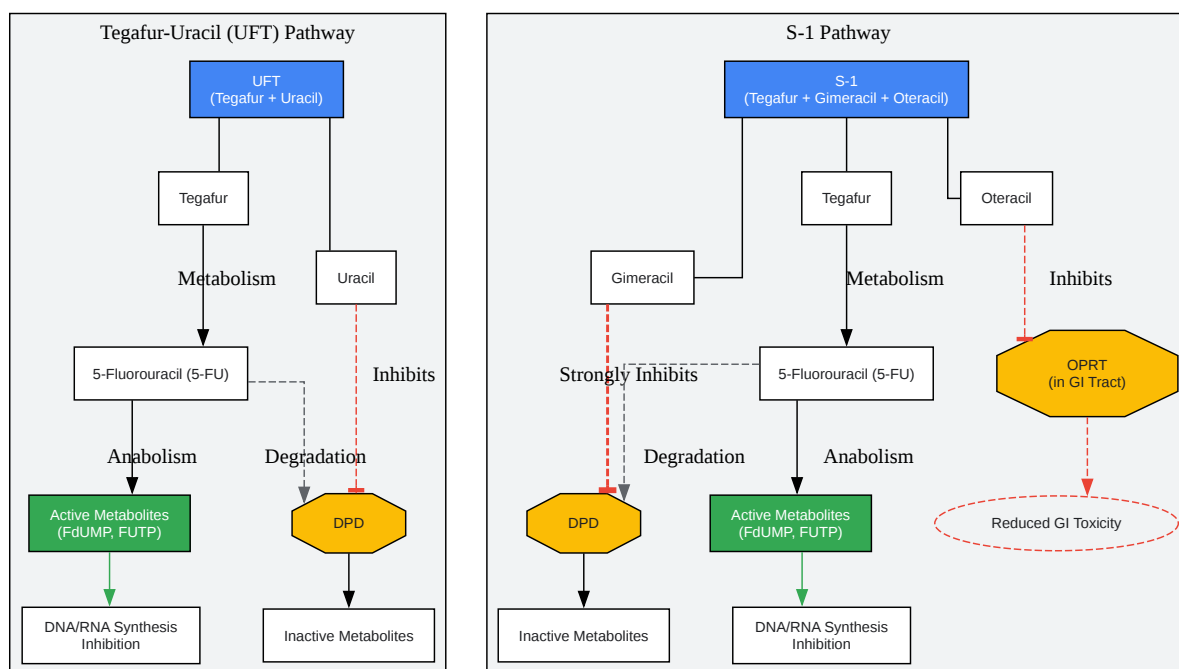 Tegafur-Uracil (UFT) Pathway
UFT
(Tegafur + Uracil)
Tegafur
Uracil
Metabolism
Inhibits
5-Fluorouracil (5-FU)
Anabolism
Degradation
Active Metabolites
(FdUMP, FUTP)
DPD
DNA/RNA Synthesis
Inhibition
Inactive Metabolites
S-1 Pathway
S-1
(Tegafur + Gimeracil + Oteracil)
Tegafur
Oteracil
Gimeracil
Metabolism
Inhibits
Strongly Inhibits
5-Fluorouracil (5-FU)
OPRT
(in GI Tract)
Degradation
Anabolism
DPD
Active Metabolites
(FdUMP, FUTP)
Reduced GI Toxicity
Inactive Metabolites
DNA/RNA Synthesis
Inhibition